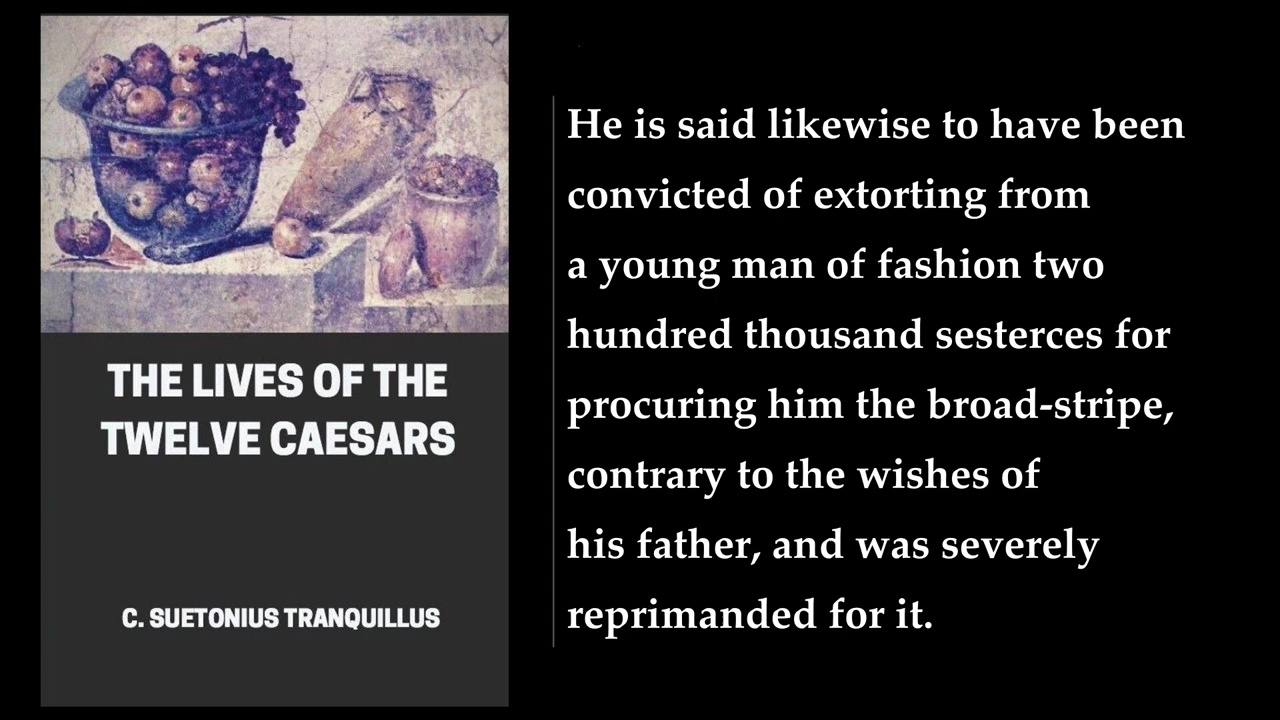 THE LIVES OF THE
TWELVE CAESARS
C. SUETONIUS TRANQUILLUS
He is said likewise to have been
convicted of extorting from
a young man of fashion two
hundred thousand sesterces for
procuring him the broad-stripe,
contrary to the wishes of
his father, and was severely
reprimanded for it.